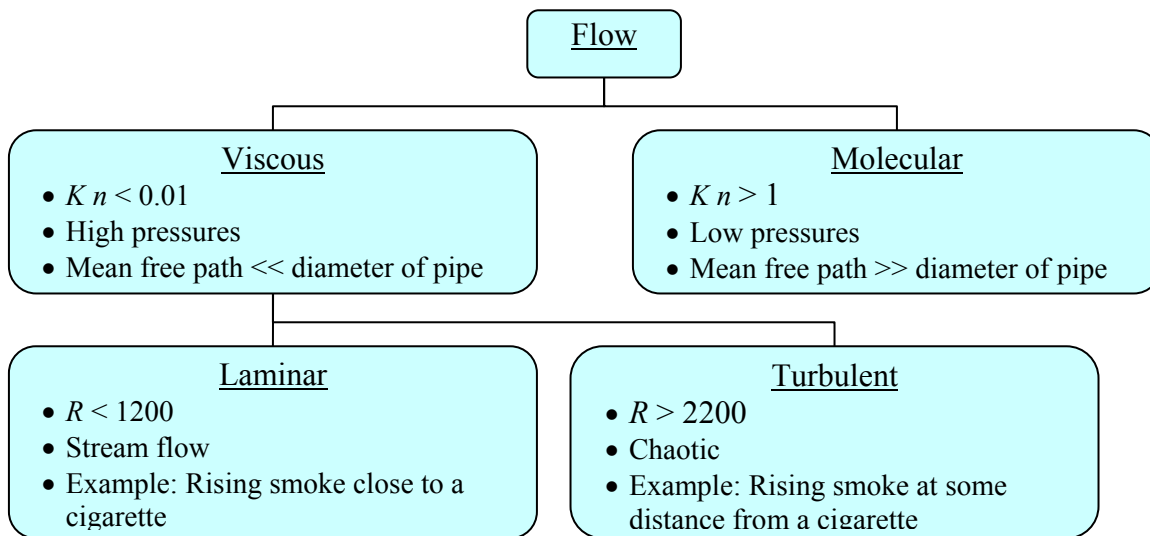 Flow
Viscous
• K n < 0.01
• High pressures
• Mean free path << diameter of pipe
Molecular
• K n > 1
• Low pressures
• Mean free path >> diameter of pipe
Laminar
• R < 1200
• Stream flow
• Example: Rising smoke close to a
cigarette
Turbulent
• R > 2200
• Chaotic
• Example: Rising smoke at some
distance from a cigarette